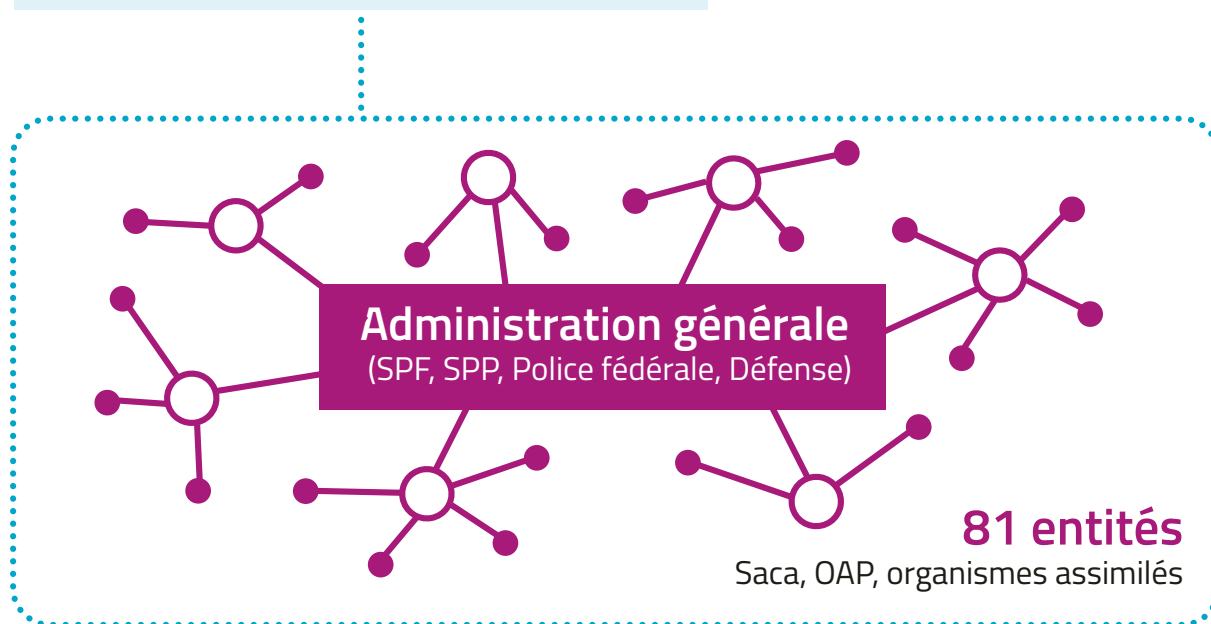 Administration générale
(SPF, SPP, Police fédérale, Défense)
81 entités
Saca, OAP, organismes assimilés